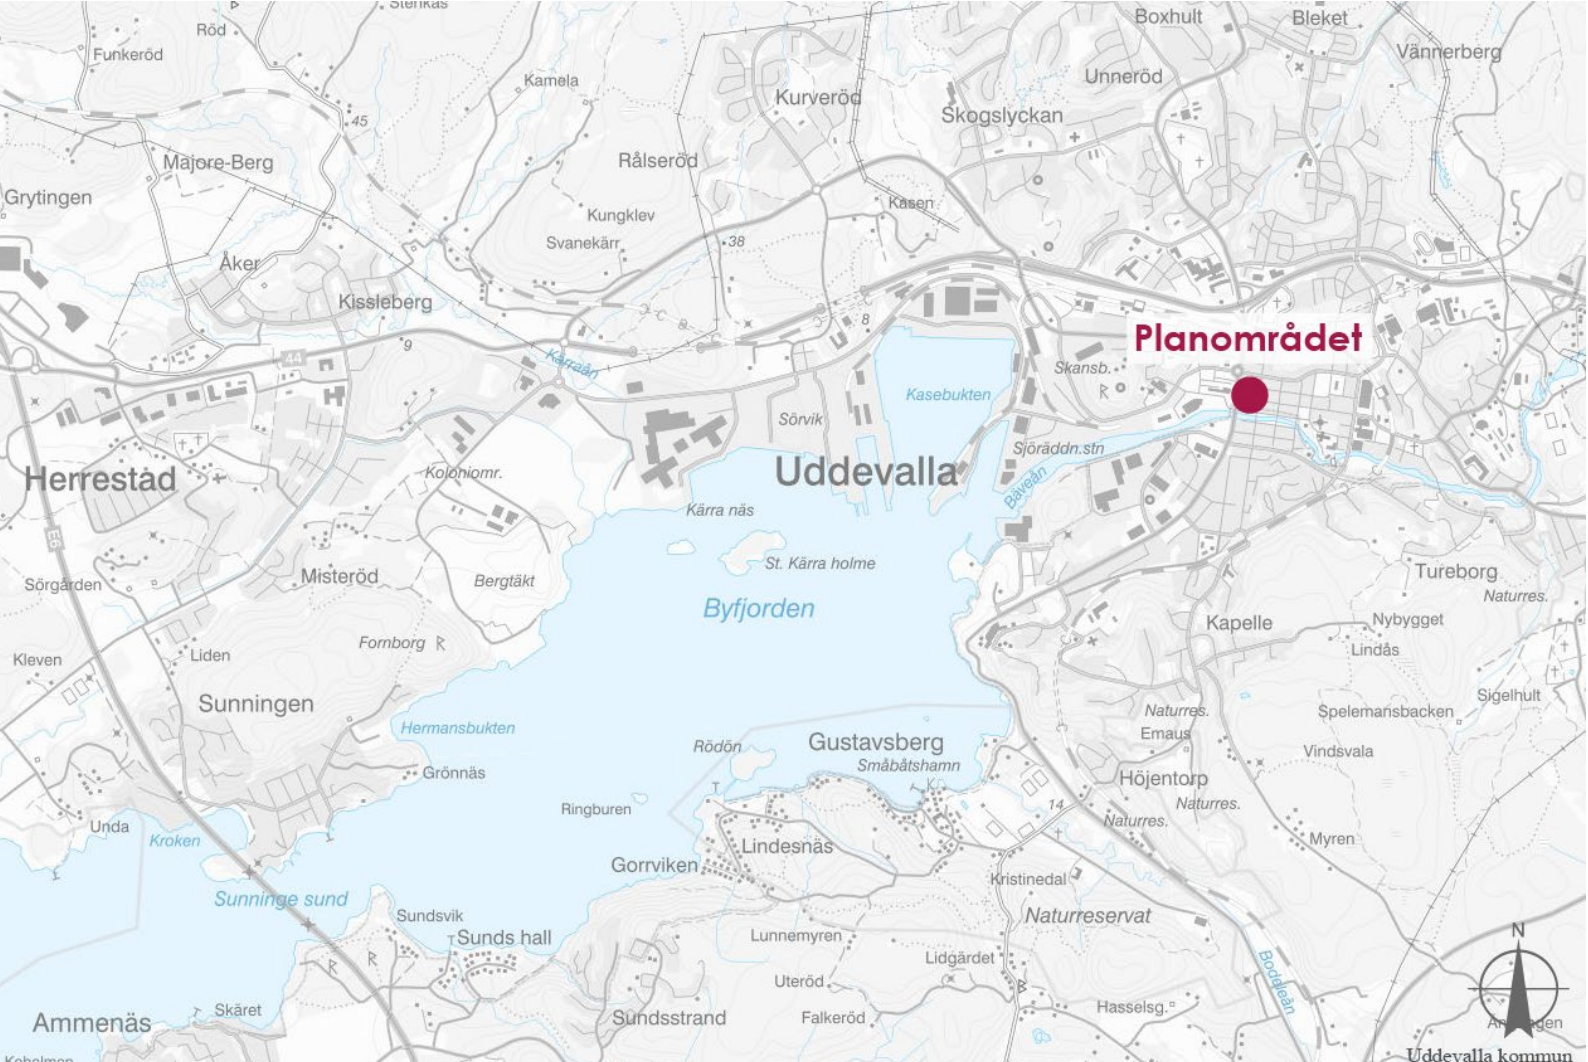 Stenkas
Boxhult
Bleket
Röd
Funkeröd
Vännerberg
Unneröd
Kamela
Kurveröd
Skogslyckan
45
Majore-Berg
Rålseröd
Grytingen
Kasen
Kungklev
Svanekärr
38
Åker
Kissleberg
8
Planområdet
9
44
Kärraån
Skansb.
R
Kasebukten
Sörvik
Sjöräddn.stn
Uddevalla
Herrestad
Koloniomr.
Båveån
Kärra näs
E6
St. Kärra holme
Misteröd
Bergtäkt
Sörgården
Tureborg
Naturres.
Byfjorden
Kapelle
Nybygget
Fornborg R
Lindås
Liden
Kleven
Sigelhult
Sunningen
Naturres.
Spelemansbacken
Hermansbukten
Emaus
Rödön
Gustavsberg
Vindsvala
Småbåtshamn
Grönnäs
Höjentorp
K
Ringburen
14
Naturres.
Naturres.
Unda
Kroken
Myren
Lindesnäs
Gorrviken
Kristinedal
Sunninge sund
Sundsvik
Naturreservat
Sunds hall
Lunnemyren
N
Lidgärdet
R
R
Uteröd
Bodeleån
R
Skäret
Hasselsg.
Ammenäs
Sundsstrand
Falkeröd
Uddevalla kommun